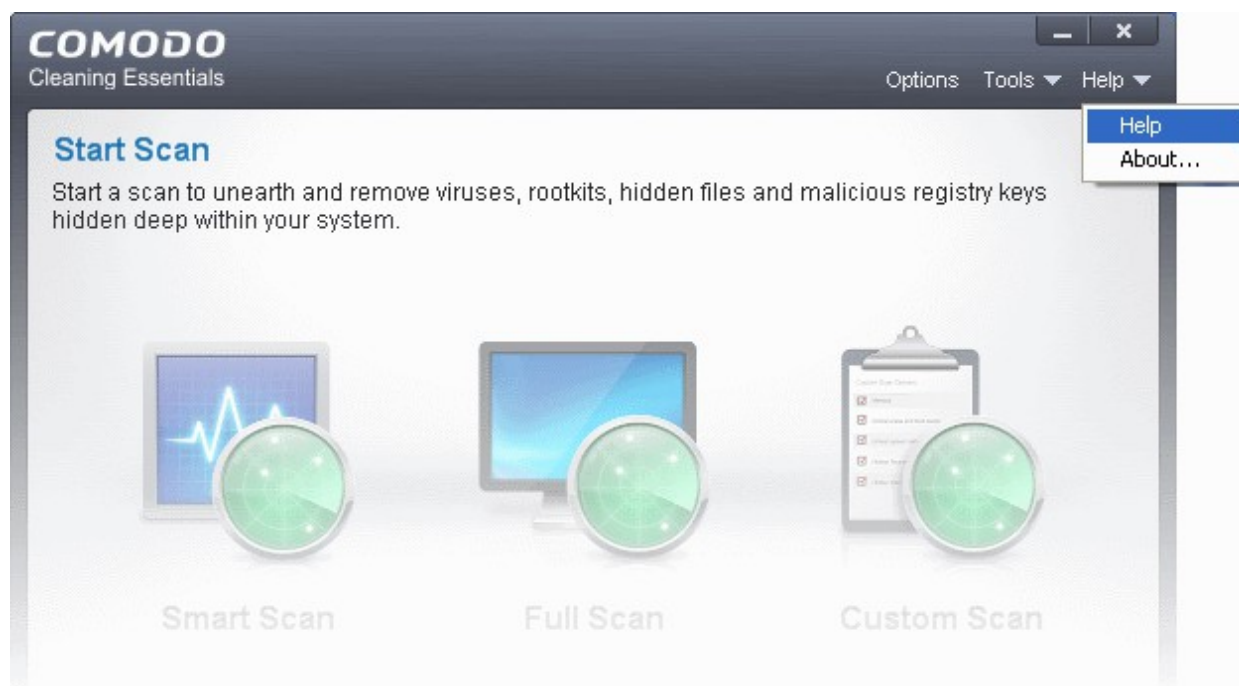 COMODO
Cleaning Essentials
Options Tools Help
Help
About...
Start Scan
Start a scan to unearth and remove viruses, rootkits, hidden files and malicious registry keys
hidden deep within your system.
Smart Scan Full Scan Custom Scan